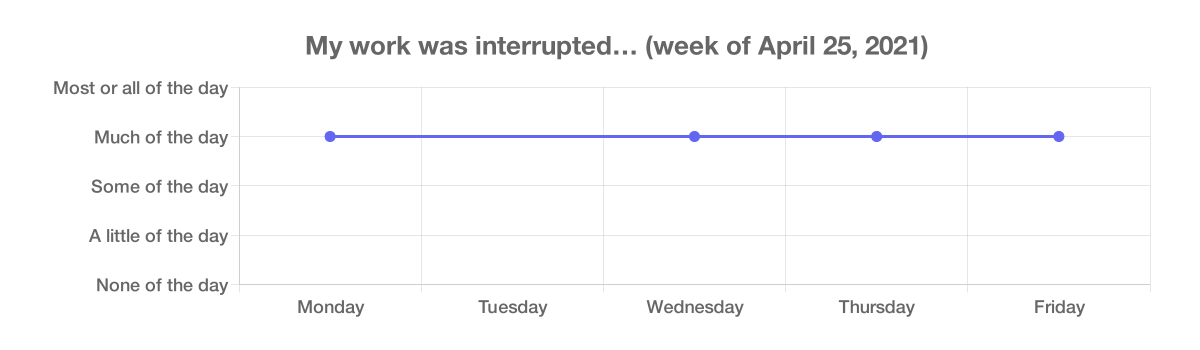 My work was interrupted… (week of April 25, 2021)
Most or all of the day
Much of the day
Some of the day
A little of the day
None of the day
Monday Tuesday Wednesday Thursday Friday